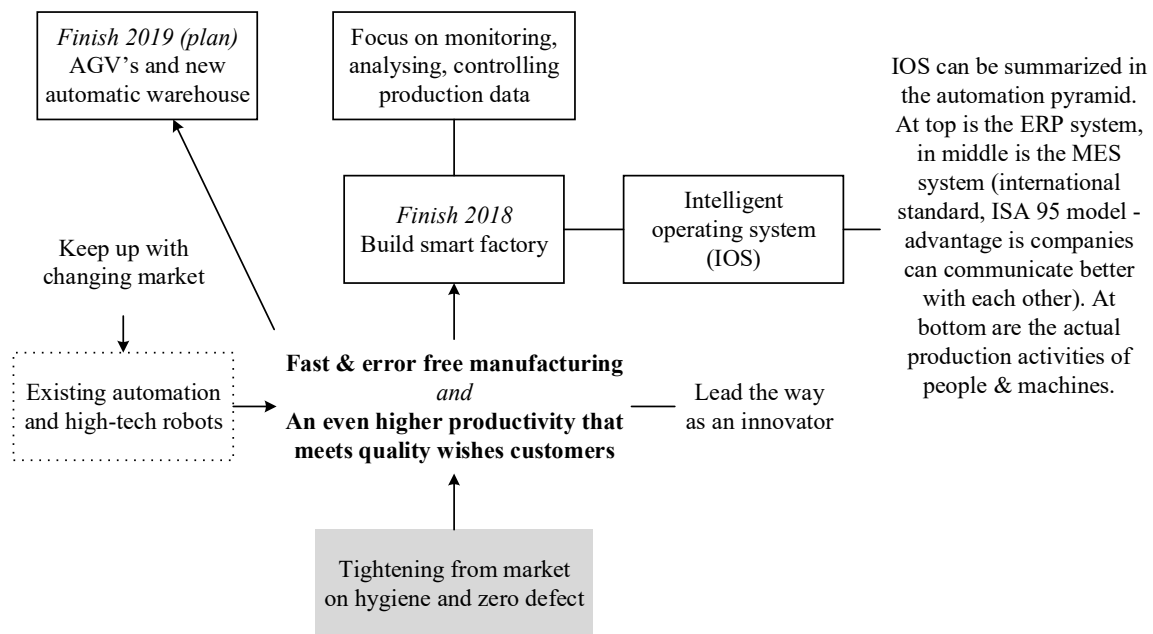 Finish 2019 (plan)
AGV's and new
automatic warehouse
Focus on monitoring,
analysing, controlling
production data
IOS can be summarized in
the automation pyramid.
At top is the ERP system,
in middle is the MES
system (international
standard, ISA 95 model -
advantage is companies
can communicate better
with each other). At
bottom are the actual
production activities of
people & machines.
Finish 2018
Build smart factory
Intelligent
operating system
(IOS)
Keep up with
changing market
Existing automation
and high-tech robots
Fast & error free manufacturing
and
An even higher productivity that
meets quality wishes customers
Lead the way
as an innovator
Tightening from market
on hygiene and zero defect